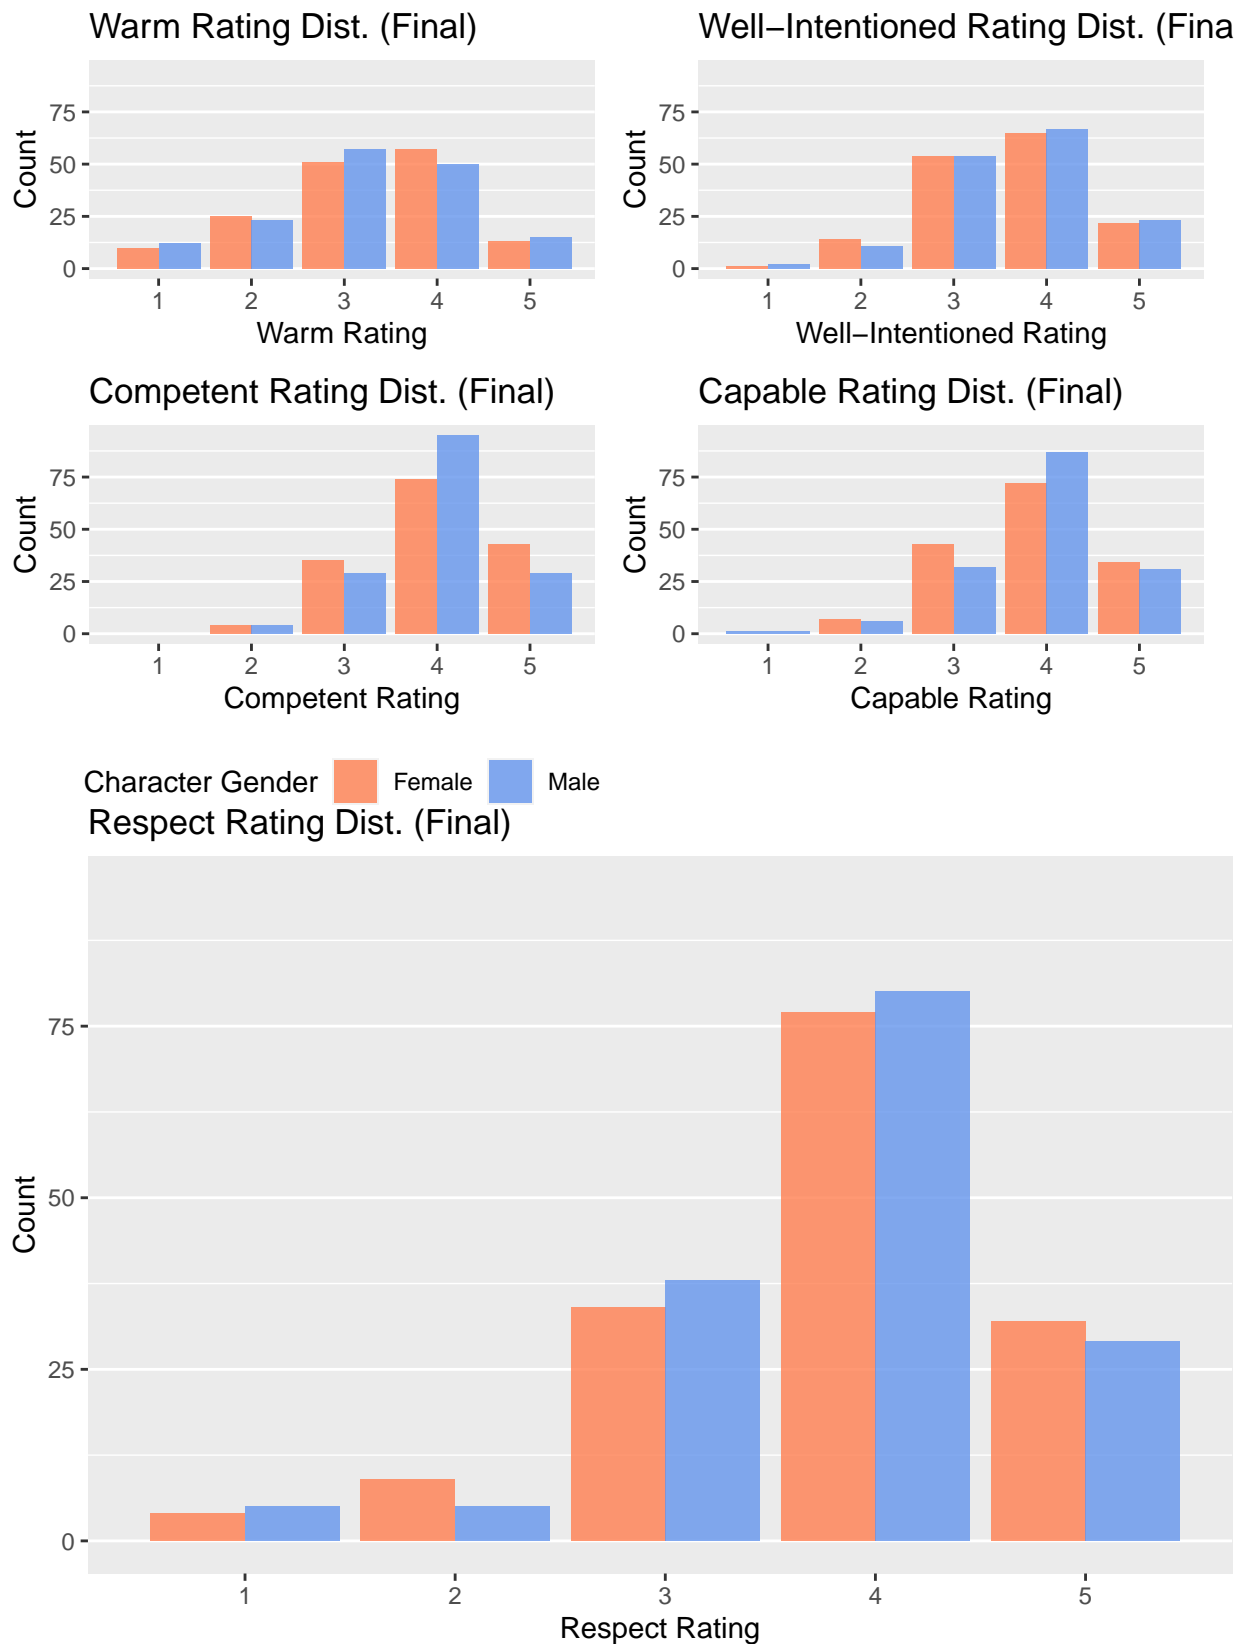 Warm Rating Dist. (Final)
75
50
25
0
Count
1 2 3 4 5
Warm Rating
Well−Intentioned Rating Dist. (Fina
75
50
25
0
Count
1 2 3 4 5
Well−Intentioned Rating
Competent Rating Dist. (Final)
75
50
25
0
Count
1 2 3 4 5
Competent Rating
Capable Rating Dist. (Final)
75
50
25
0
Count
1 2 3 4 5
Capable Rating
Character Gender Female Male
Respect Rating Dist. (Final)
75
50
25
0
Count
1 2 3 4 5
Respect Rating